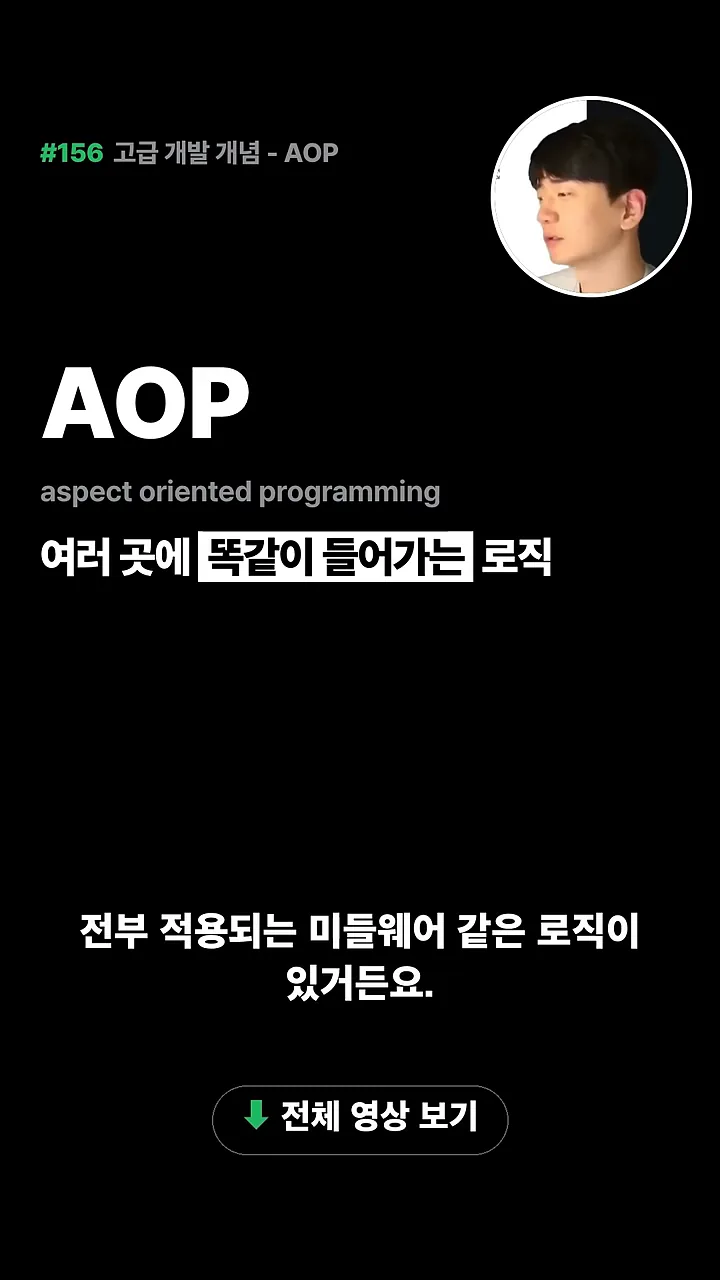 #156 고급 개발 개념 - AOP
AOP
aspect oriented programming
여러 곳에 똑같이 들어가는 로직
전부 적용되는 미들웨어 같은 로직이
있거든요.
전체 영상 보기